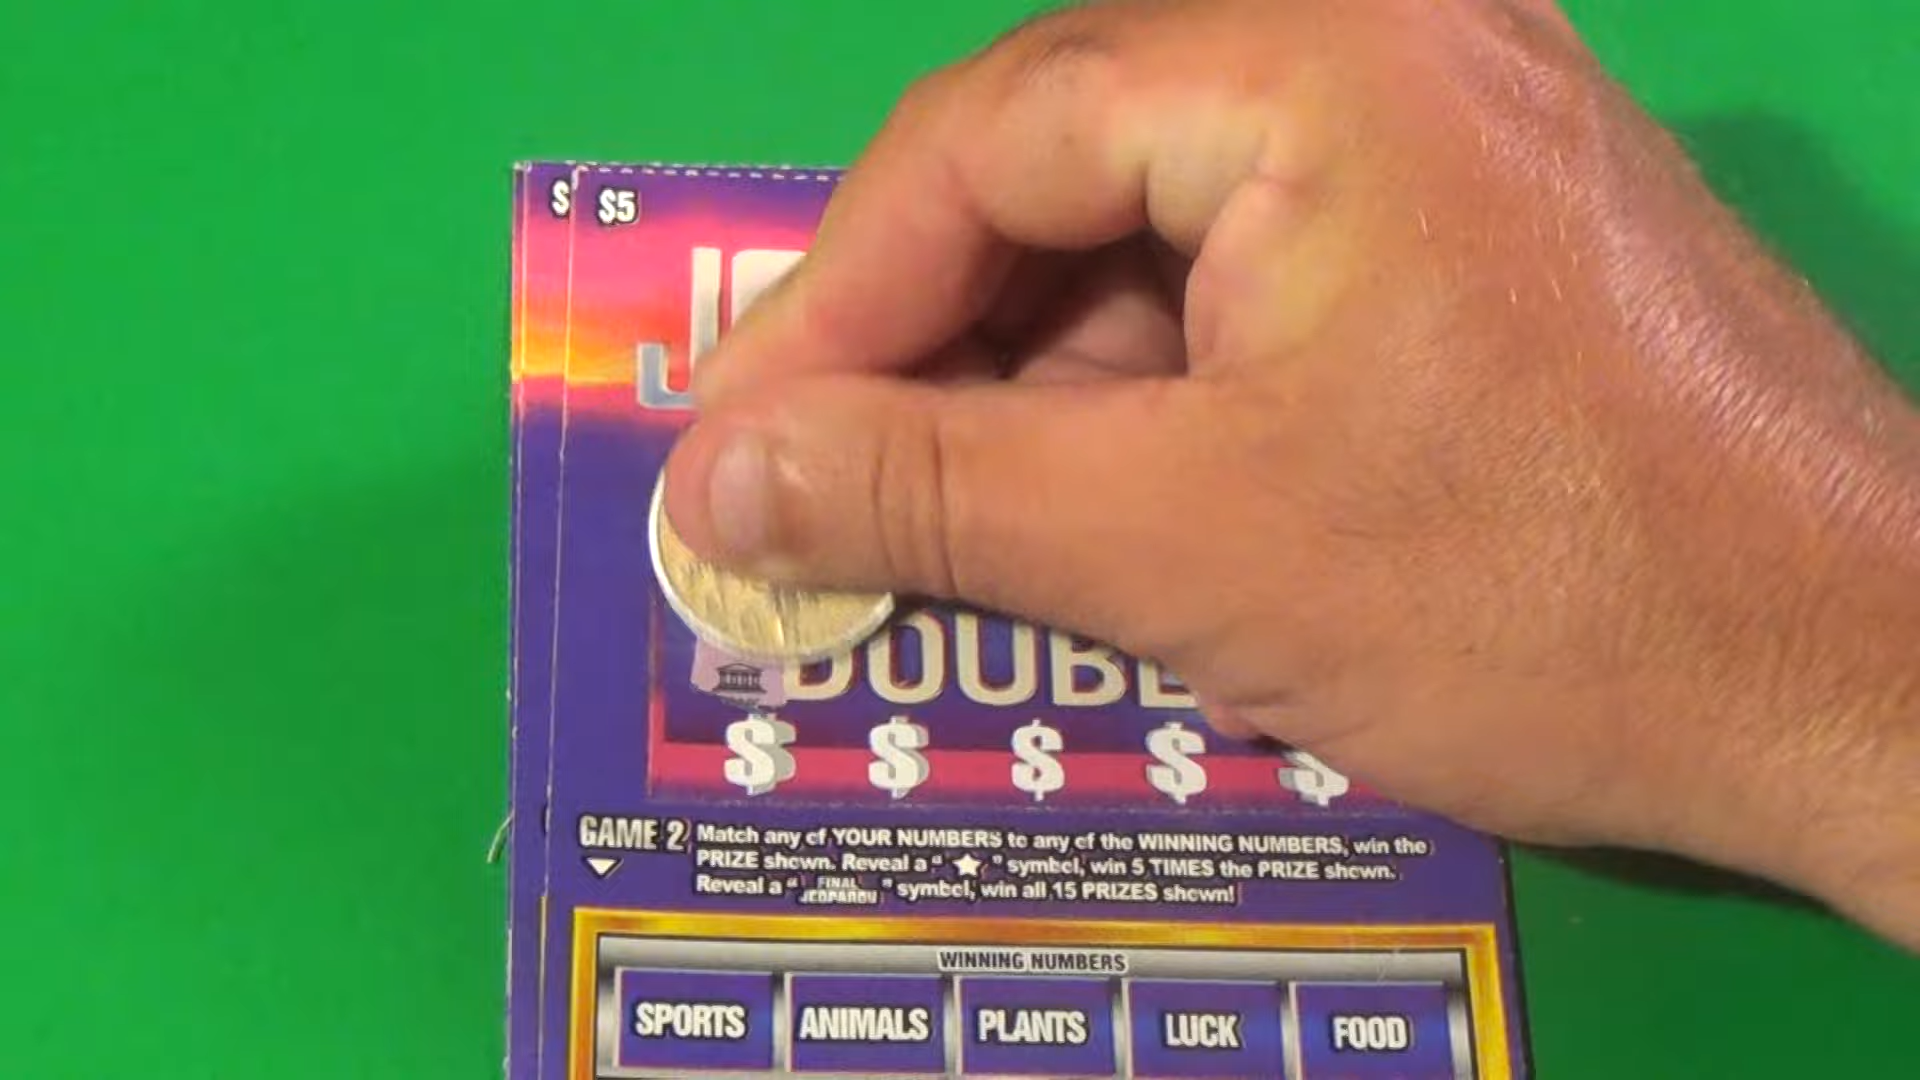 $ $5
J
DOUB
$ $ $ $ $
GAME 2 Match any of YOUR NUMBERS to any of the WINNING NUMBERS, win the
PRIZE shown. Reveal a " ★ " symbol, win 5 TIMES the PRIZE shown.
Reveal a " FINAL JEOPARDY " symbol, win all 15 PRIZES shown!
WINNING NUMBERS
SPORTS ANIMALS PLANTS LUCK FOOD